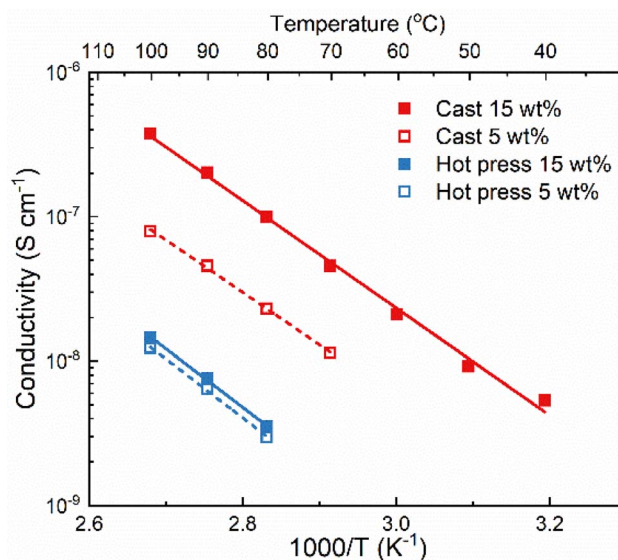 Temperature (°C)
110 100 90 80 70 60 50 40
10⁻⁶
Cast 15 wt%
Cast 5 wt%
Hot press 15 wt%
Hot press 5 wt%
10⁻⁷
Conductivity (S cm⁻¹)
10⁻⁸
10⁻⁹
2.6 2.8 3.0 3.2
1000/T (K⁻¹)